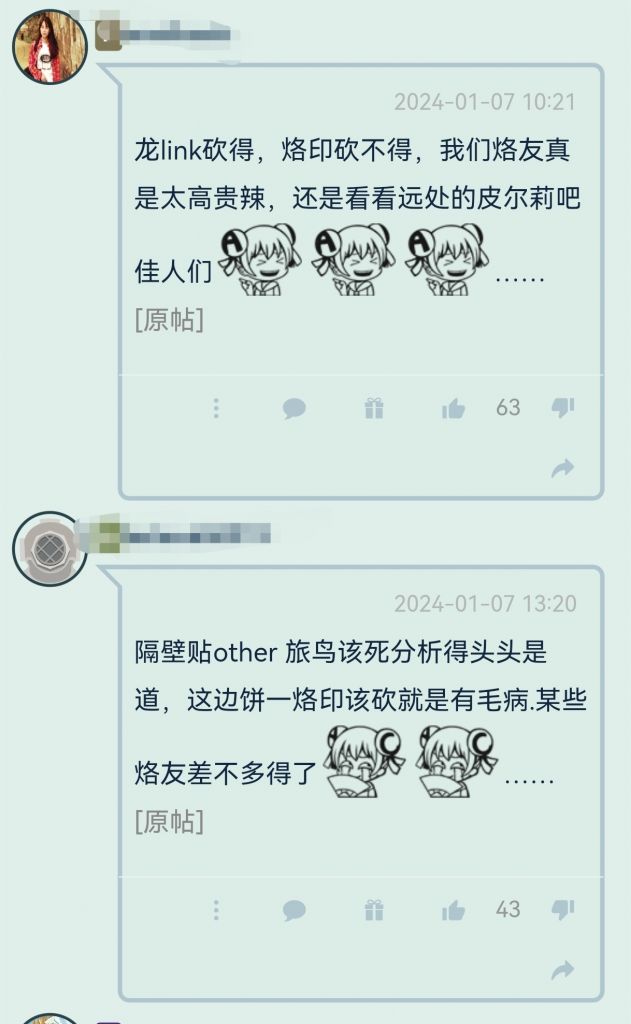 2024-01-07 10:21
龙link砍得，烙印砍不得，我们烙友真
是太高贵辣，还是看看远处的皮尔莉吧
佳人们 A A A ……
[原帖]
63
2024-01-07 13:20
隔壁贴other 旅鸟该死分析得头头是
道，这边饼一烙印该砍就是有毛病.某些
烙友差不多得了 A C A C ……
[原帖]
43